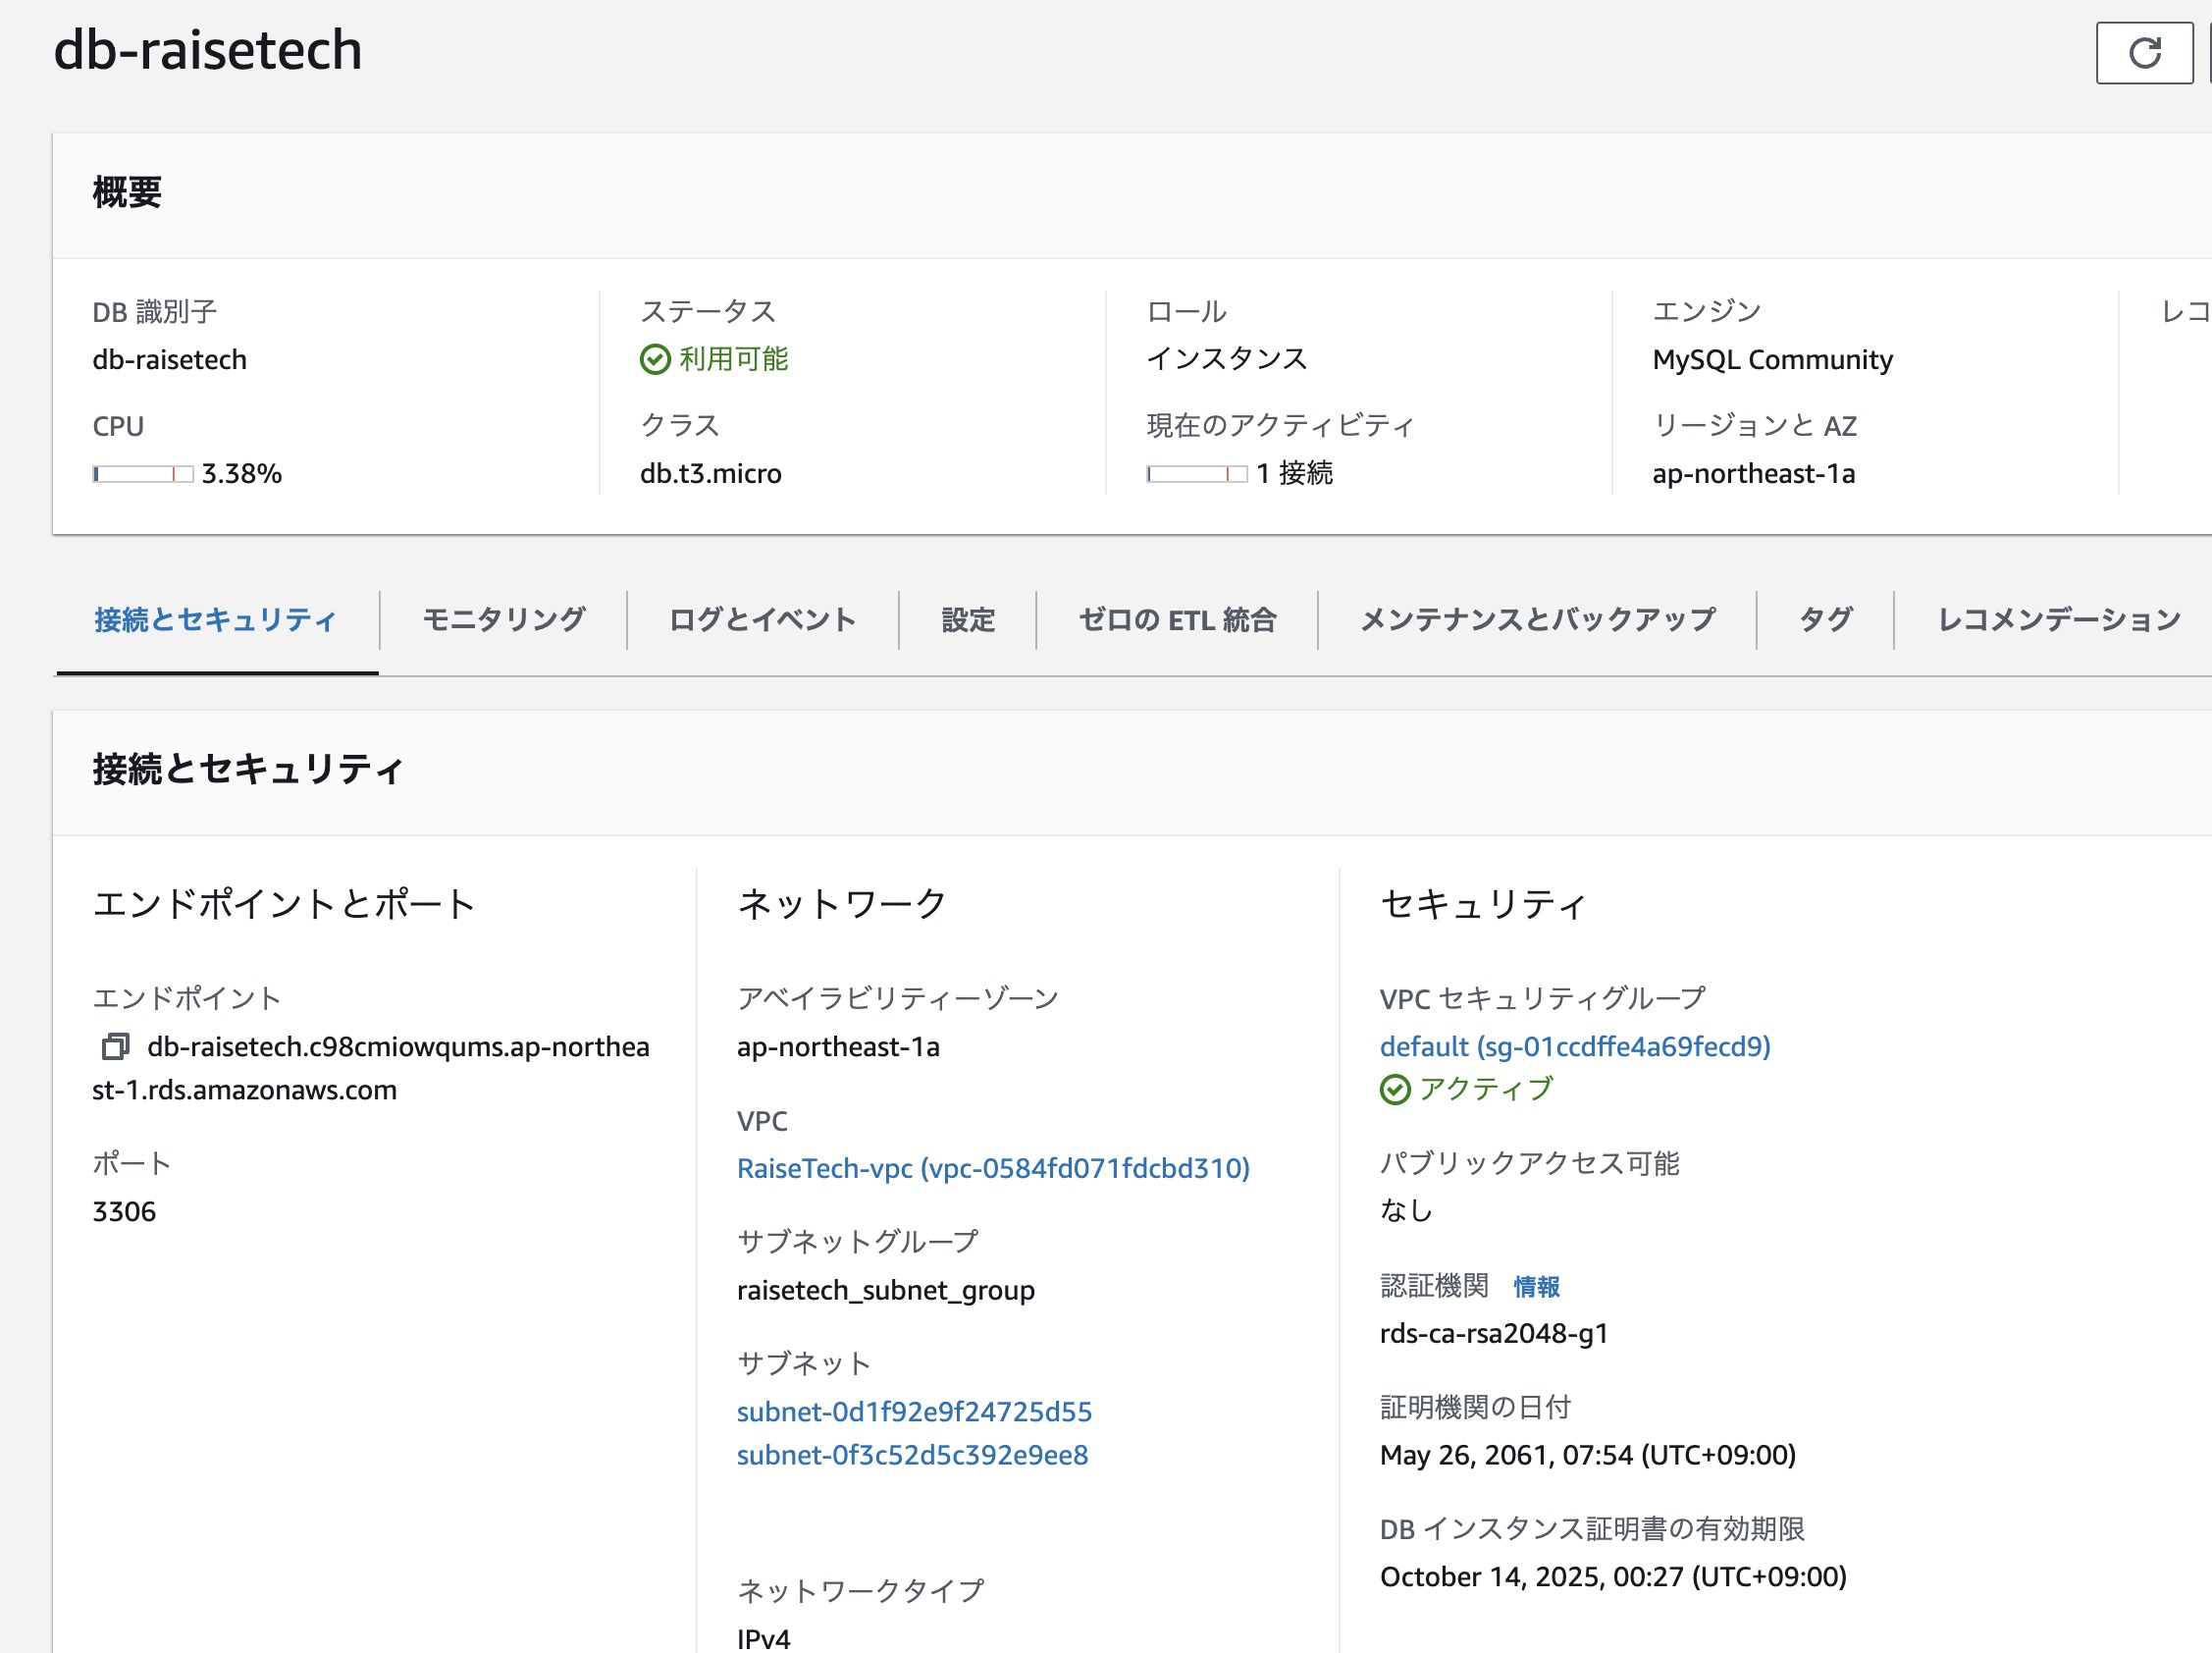 db-raisetech
概要
DB 識別子
db-raisetech
ステータス
利用可能
ロール
インスタンス
エンジン
MySQL Community
レコ
CPU
3.38%
クラス
db.t3.micro
現在のアクティビティ
1 接続
リージョンと AZ
ap-northeast-1a
接続とセキュリティ
モニタリング
ログとイベント
設定
ゼロの ETL 統合
メンテナンスとバックアップ
タグ
レコメンデーション
接続とセキュリティ
エンドポイントとポート
エンドポイント
db-raisetech.c98cmiowqums.ap-northea
st-1.rds.amazonaws.com
ポート
3306
ネットワーク
アベイラビリティーゾーン
ap-northeast-1a
VPC
RaiseTech-vpc (vpc-0584fd071fdcbd310)
サブネットグループ
raisetech_subnet_group
サブネット
subnet-0d1f92e9f24725d55
subnet-0f3c52d5c392e9ee8
ネットワークタイプ
IPv4
セキュリティ
VPC セキュリティグループ
default (sg-01ccdffe4a69fecd9)
アクティブ
パブリックアクセス可能
なし
認証機関 情報
rds-ca-rsa2048-g1
証明機関の日付
May 26, 2061, 07:54 (UTC+09:00)
DB インスタンス証明書の有効期限
October 14, 2025, 00:27 (UTC+09:00)